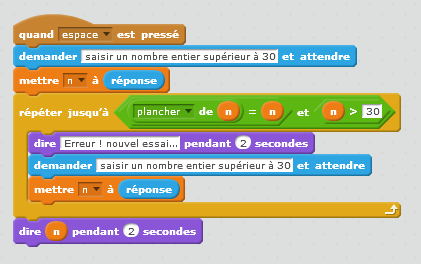 quand espace est pressé
demander saisir un nombre entier supérieur à 30 et attendre
mettre n à réponse
répéter jusqu'à plancher de n = n et n > 30
dire Erreur ! nouvel essai... pendant 2 secondes
demander saisir un nombre entier supérieur à 30 et attendre
mettre n à réponse
dire n pendant 2 secondes